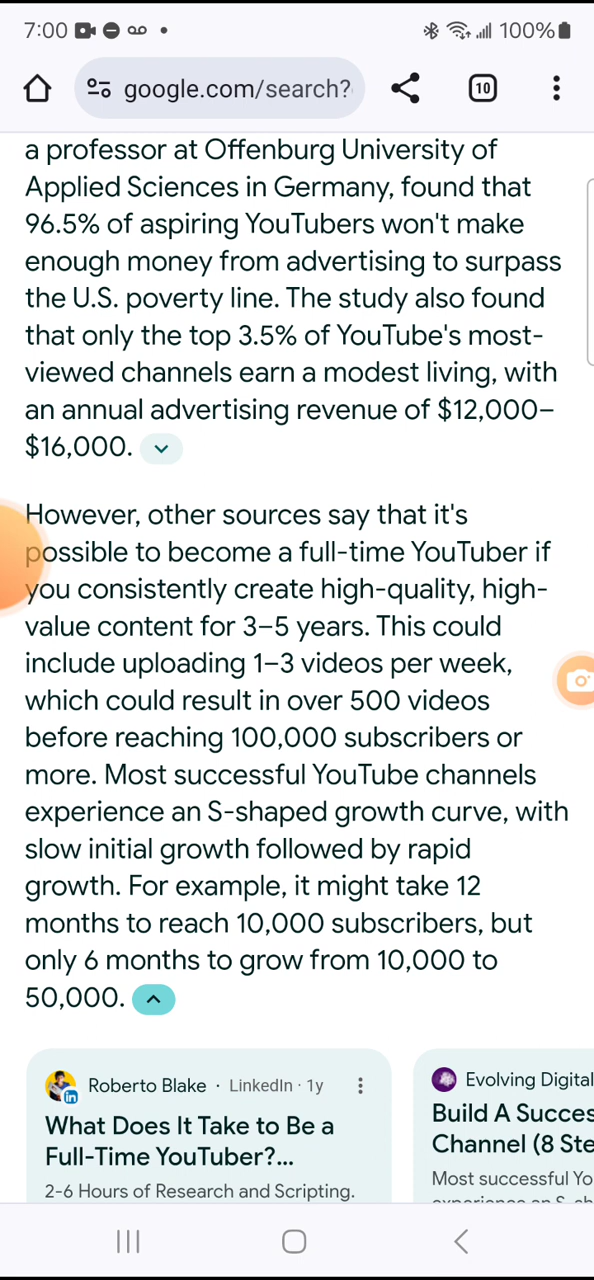 7:00
100%
google.com/search?
10
a professor at Offenburg University of
Applied Sciences in Germany, found that
96.5% of aspiring YouTubers won't make
enough money from advertising to surpass
the U.S. poverty line. The study also found
that only the top 3.5% of YouTube's most-
viewed channels earn a modest living, with
an annual advertising revenue of $12,000–
$16,000.
However, other sources say that it's
possible to become a full-time YouTuber if
you consistently create high-quality, high-
value content for 3–5 years. This could
include uploading 1–3 videos per week,
which could result in over 500 videos
before reaching 100,000 subscribers or
more. Most successful YouTube channels
experience an S-shaped growth curve, with
slow initial growth followed by rapid
growth. For example, it might take 12
months to reach 10,000 subscribers, but
only 6 months to grow from 10,000 to
50,000.
in
Roberto Blake · LinkedIn · 1y
What Does It Take to Be a
Full-Time YouTuber?...
2-6 Hours of Research and Scripting.
Evolving Digital
Build A Succes
Channel (8 Ste
Most successful Yo